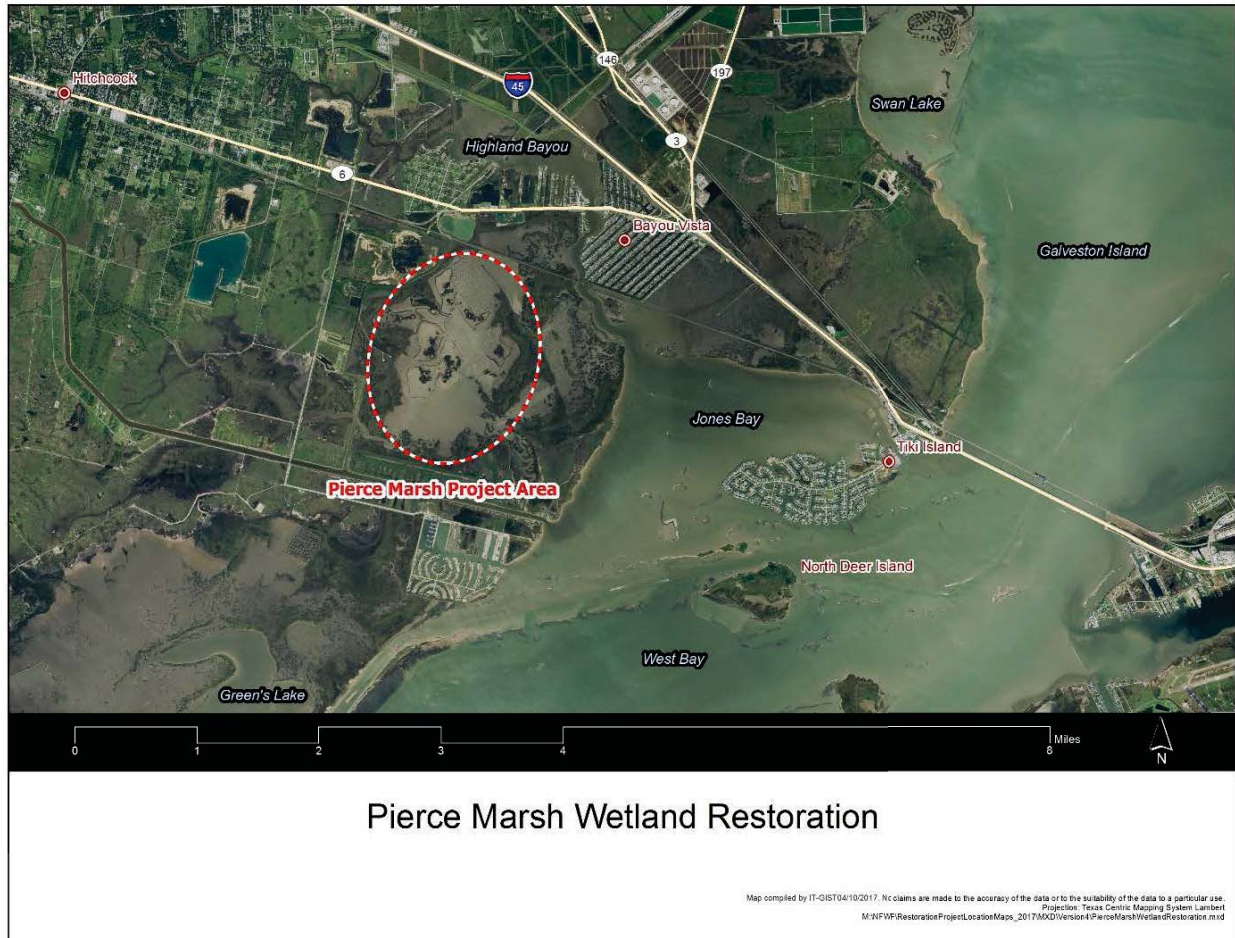 146
197
Hitchcock
45
Swan Lake
3
Highland Bayou
6
Bayou Vista
Galveston Island
Jones Bay
Tiki Island
Pierce Marsh Project Area
North Deer Island
West Bay
Green's Lake
0 1 2 3 4 8 Miles
N
Pierce Marsh Wetland Restoration
Map compiled by IT-GIST04/10/2017. No claims are made to the accuracy of the data or to the suitability of the data to a particular use.
Projection: Texas Centric Mapping System Lambert
M:\NFWF\RestorationProjectLocationMaps_2017\MXD\Version4\PierceMarshWetlandRestoration.mxd